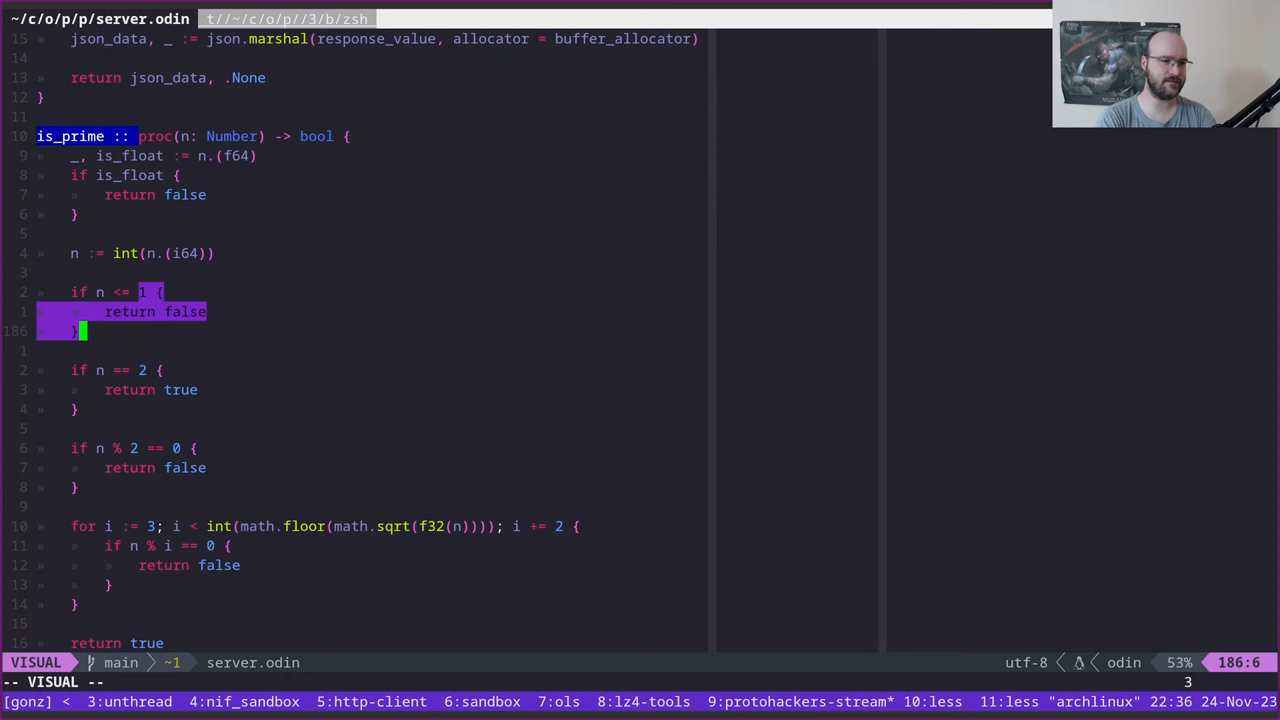 ~/c/o/p/p/server.odin t//~/c/o/p//3/b/zsh
15 » json_data, _ := json.marshal(response_value, allocator = buffer_allocator)
14
13 » return json_data, .None
12 }
11
10 is_prime :: proc(n: Number) -> bool {
9 » _, is_float := n.(f64)
8 » if is_float {
7 » » return false
6 » }
5
4 » n := int(n.(i64))
3
2 » if n <= 1 {
1 » » return false
186 » }
1
2 » if n == 2 {
3 » » return true
4 » }
5
6 » if n % 2 == 0 {
7 » » return false
8 » }
9
10 » for i := 3; i < int(math.floor(math.sqrt(f32(n)))); i += 2 {
11 » » if n % i == 0 {
12 » » » return false
13 » » }
14 » }
15
16 » return true
VISUAL main ~1 server.odin utf-8 odin 53% 186:6
-- VISUAL -- 3
[gonz] < 3:unthread 4:nif_sandbox 5:http-client 6:sandbox 7:ols 8:lz4-tools 9:protohackers-stream* 10:less 11:less "archlinux" 22:36 24-Nov-23